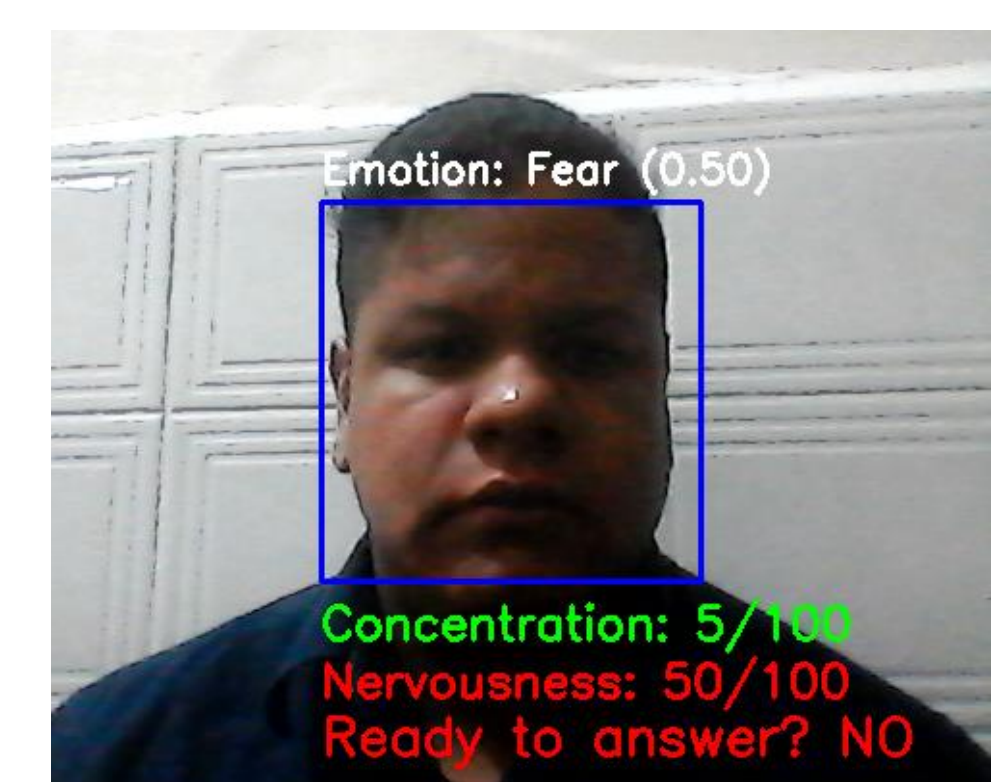 Emotion: Fear (0.50)
Concentration: 5/100
Nervousness: 50/100
Ready to answer? NO